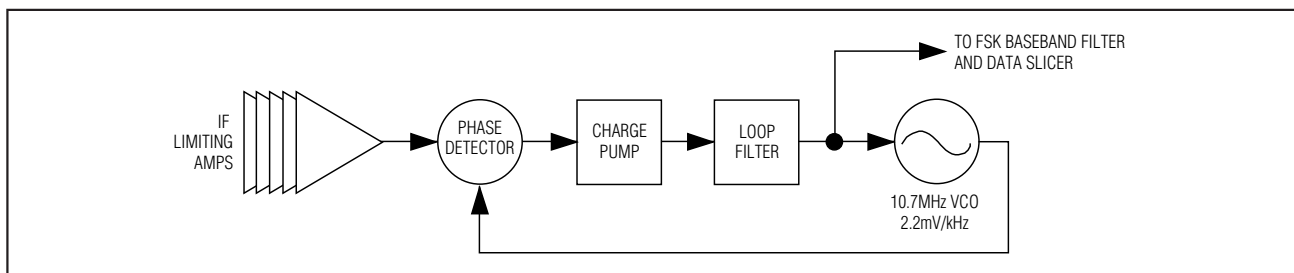 TO FSK BASEBAND FILTER
AND DATA SLICER
IF
LIMITING
AMPS
PHASE
DETECTOR
CHARGE
PUMP
LOOP
FILTER
10.7MHz VCO
2.2mV/kHz